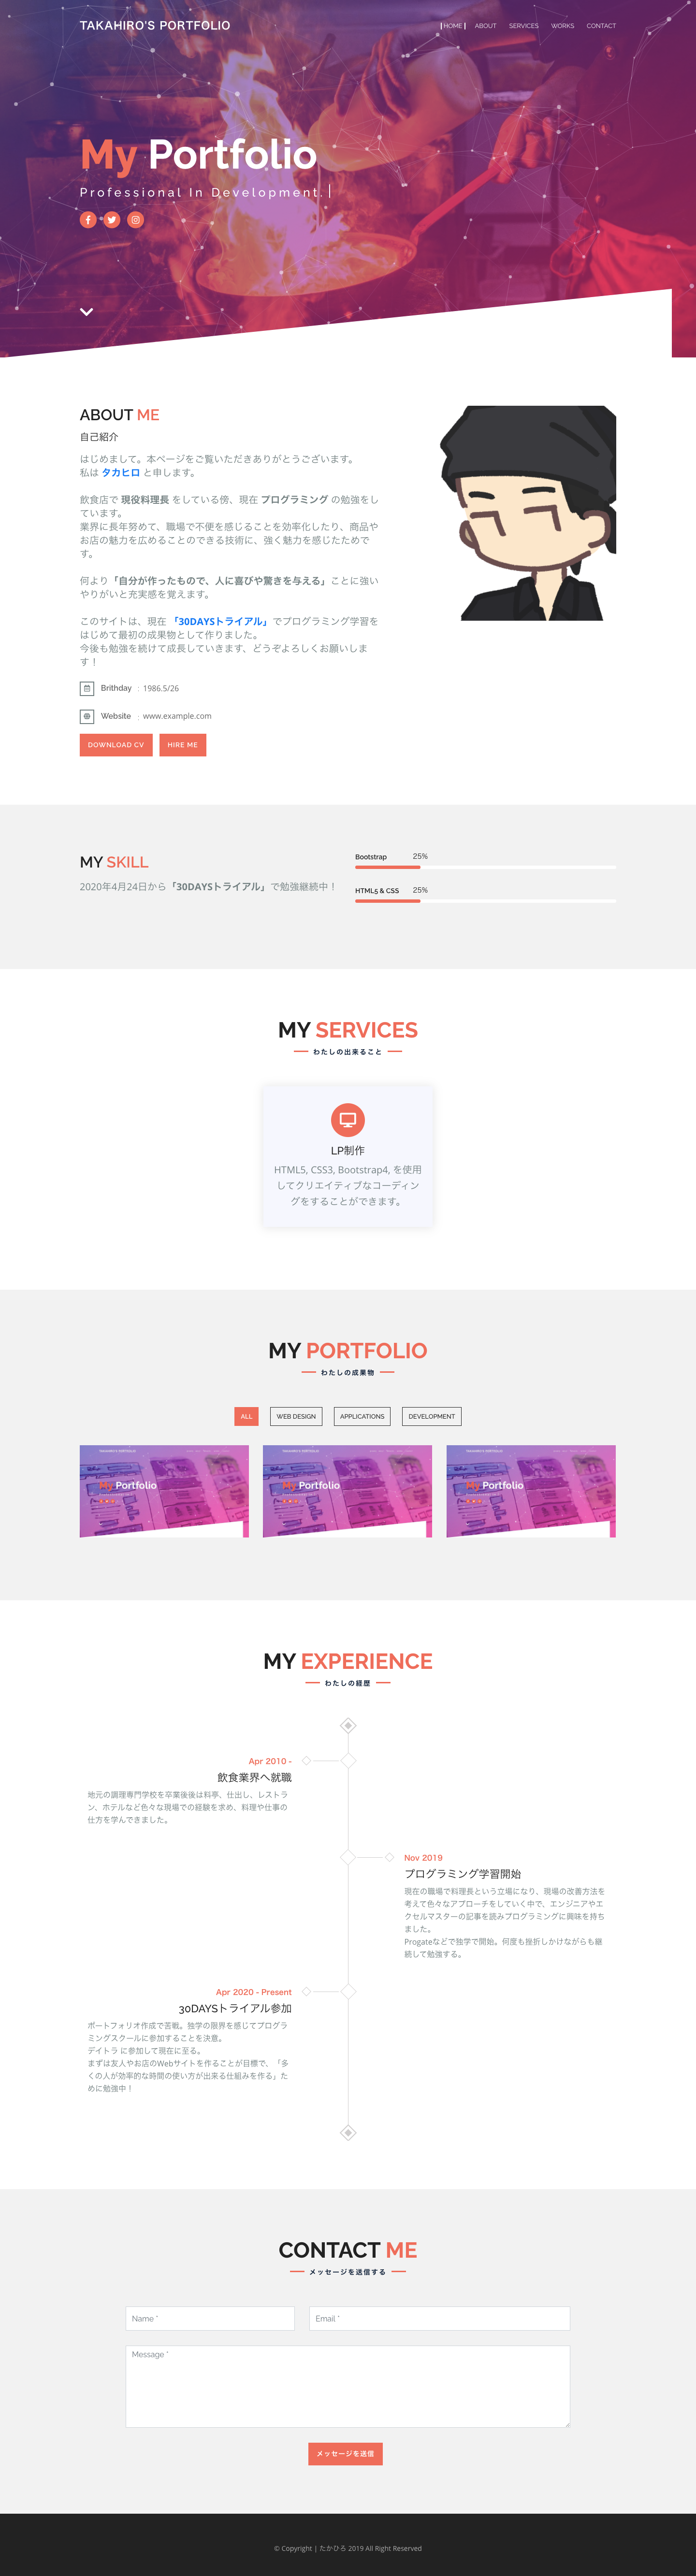 TAKAHIRO'S PORTFOLIO
HOME ABOUT SERVICES WORKS CONTACT
My Portfolio
Professional In Development.
ABOUT ME
自己紹介
はじめまして。本ページをご覧いただきありがとうございます。
私は タカヒロ と申します。
飲食店で 現役料理長 をしている傍、現在 プログラミング の勉強をし
ています。
業界に長年努めて、職場で不便を感じることを効率化したり、商品や
お店の魅力を広めることのできる技術に、強く魅力を感じたためで
す。
何より「自分が作ったもので、人に喜びや驚きを与える」ことに強い
やりがいと充実感を覚えます。
このサイトは、現在 「30DAYSトライアル」でプログラミング学習を
はじめて最初の成果物として作りました。
今後も勉強を続けて成長していきます、どうぞよろしくお願いしま
す！
Brithday : 1986.5/26
Website : www.example.com
DOWNLOAD CV HIRE ME
MY SKILL
2020年4月24日から「30DAYSトライアル」で勉強継続中！
Bootstrap 25%
HTML5 & CSS 25%
MY SERVICES
わたしの出来ること
LP制作
HTML5, CSS3, Bootstrap4, を使用
してクリエイティブなコーディン
グをすることができます。
MY PORTFOLIO
わたしの成果物
ALL WEB DESIGN APPLICATIONS DEVELOPMENT
TAKAHIRO'S PORTFOLIO TAKAHIRO'S PORTFOLIO TAKAHIRO'S PORTFOLIO
My Portfolio My Portfolio My Portfolio
MY EXPERIENCE
わたしの経歴
Apr 2010 -
飲食業界へ就職
地元の調理専門学校を卒業後後は料亭、仕出し、レストラ
ン、ホテルなど色々な現場での経験を求め、料理や仕事の
仕方を学んできました。
Nov 2019
プログラミング学習開始
現在の職場で料理長という立場になり、現場の改善方法を
考えて色々なアプローチをしていく中で、エンジニアやエ
クセルマスターの記事を読みプログラミングに興味を持ち
ました。
Progateなどで独学で開始。何度も挫折しかけながらも継
続して勉強する。
Apr 2020 - Present
30DAYSトライアル参加
ポートフォリオ作成で苦戦。独学の限界を感じてプログラ
ミングスクールに参加することを決意。
デイトラ に参加して現在に至る。
まずは友人やお店のWebサイトを作ることが目標で、「多
くの人が効率的な時間の使い方が出来る仕組みを作る」た
めに勉強中！
CONTACT ME
メッセージを送信する
Name * Email *
Message *
メッセージを送信
© Copyright | たかひろ 2019 All Right Reserved